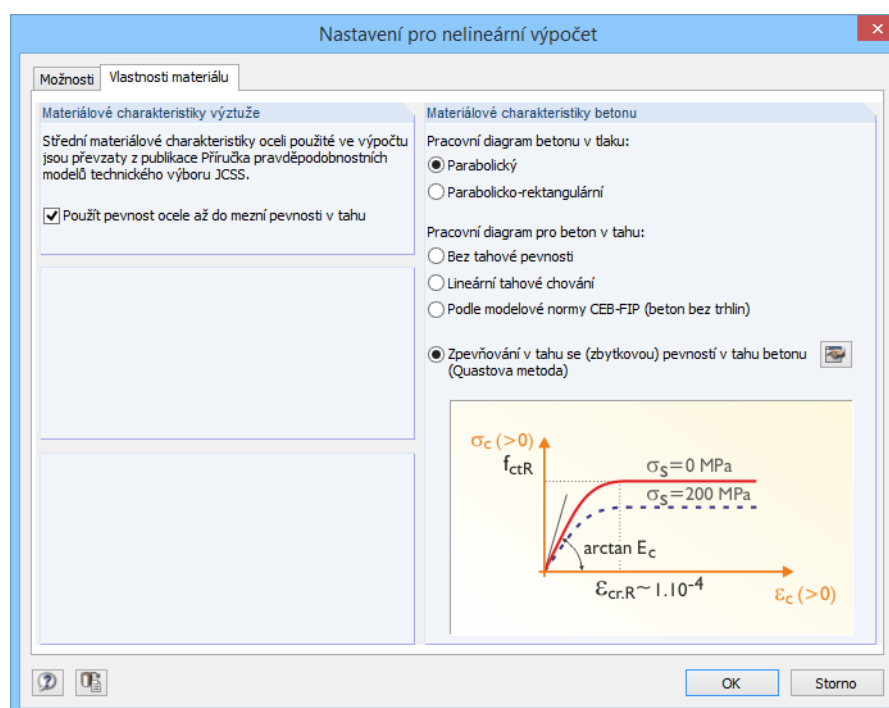 Nastavení pro nelineární výpočet
Možnosti
Vlastnosti materiálu
Materiálové charakteristiky výztuže
Střední materiálové charakteristiky oceli použité ve výpočtu
jsou převzaty z publikace Příručka pravděpodobnostních
modelů technického výboru JCSS.
Použít pevnost ocele až do mezní pevnosti v tahu
Materiálové charakteristiky betonu
Pracovní diagram betonu v tlaku:
Parabolický
Parabolicko-rektangulární
Pracovní diagram pro beton v tahu:
Bez tahové pevnosti
Lineární tahové chování
Podle modelové normy CEB-FIP (beton bez trhlin)
Zpevňování v tahu se (zbytkovou) pevností v tahu betonu
(Quastova metoda)
σc (>0)
fctR
σs=0 MPa
σs=200 MPa
arctan Ec
εcr.R~1.10-4
εc (>0)
OK
Storno